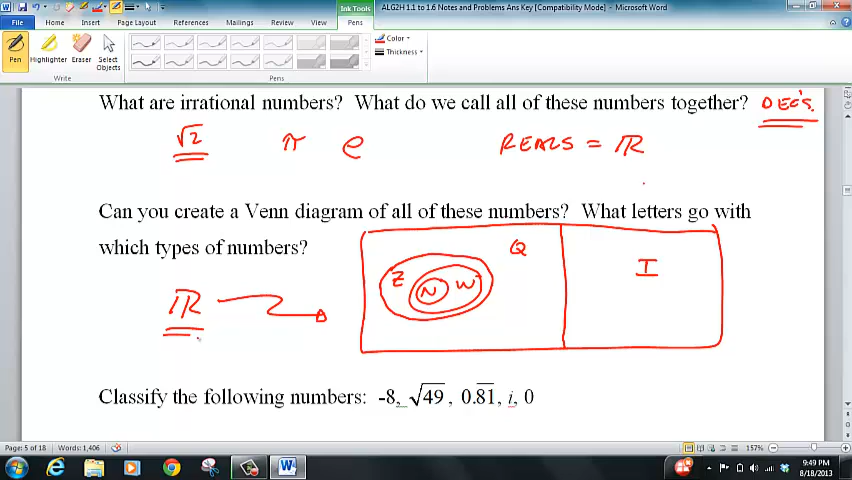 ALG2H 1.1 to 1.6 Notes and Problems Ans Key [Compatibility Mode] - Microsoft Word
Ink Tools
File Home Insert Page Layout References Mailings Review View Pens
Pen Highlighter Eraser Select Objects
Color
Thickness
Write Pens
What are irrational numbers? What do we call all of these numbers together? DEC'S.
√2 π e REALS = ℝ
Can you create a Venn diagram of all of these numbers? What letters go with
which types of numbers?
Q I
Z N W
ℝ
Classify the following numbers: -8, √49, 0.8̅1̅, i, 0
Page: 5 of 18 Words: 1,406 157%
9:49 PM
8/18/2013